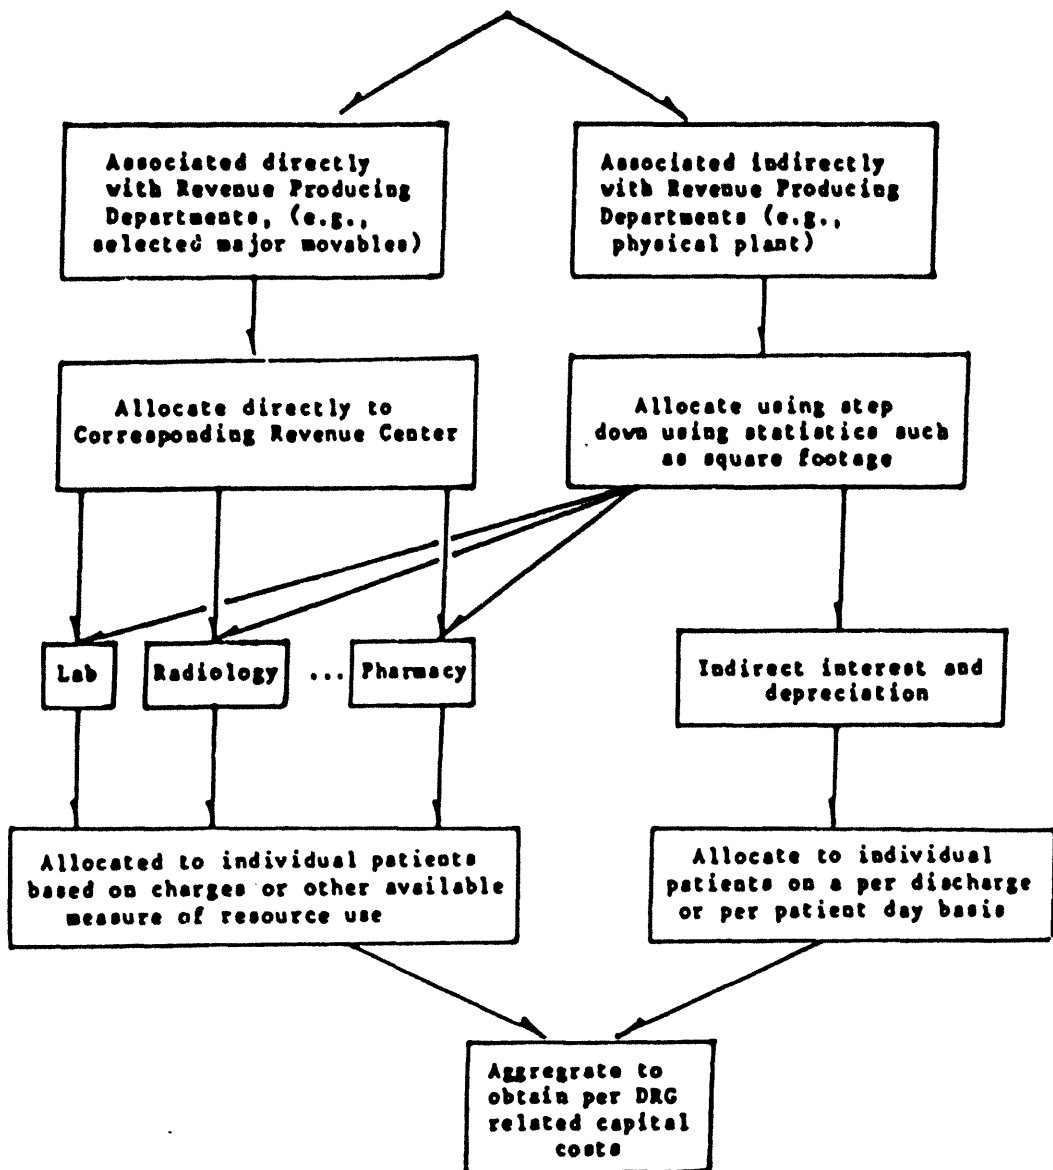 Associated directly
with Revenue Producing
Departments, (e.g.,
selected major movables)
Associated indirectly
with Revenue Producing
Departments (e.g.,
physical plant)
Allocate directly to
Corresponding Revenue Center
Allocate using step
down using statistics such
as square footage
Lab
Radiology
...
Pharmacy
Indirect interest and
depreciation
Allocated to individual patients
based on charges or other available
measure of resource use
Allocate to individual
patients on a per discharge
or per patient day basis
Aggregrate to
obtain per DRG
related capital
costs